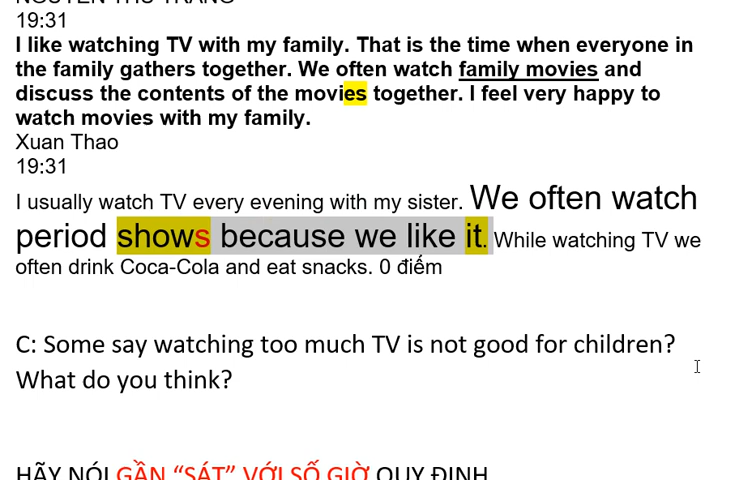 NGUYEN THU TRANG
19:31
I like watching TV with my family. That is the time when everyone in
the family gathers together. We often watch family movies and
discuss the contents of the movies together. I feel very happy to
watch movies with my family.
Xuan Thao
19:31
I usually watch TV every evening with my sister. We often watch
period shows because we like it. While watching TV we
often drink Coca-Cola and eat snacks. 0 điểm
C: Some say watching too much TV is not good for children?
What do you think?
HÃY NÓI GẦN “SÁT” VỚI SỐ GIỜ QUY ĐỊNH